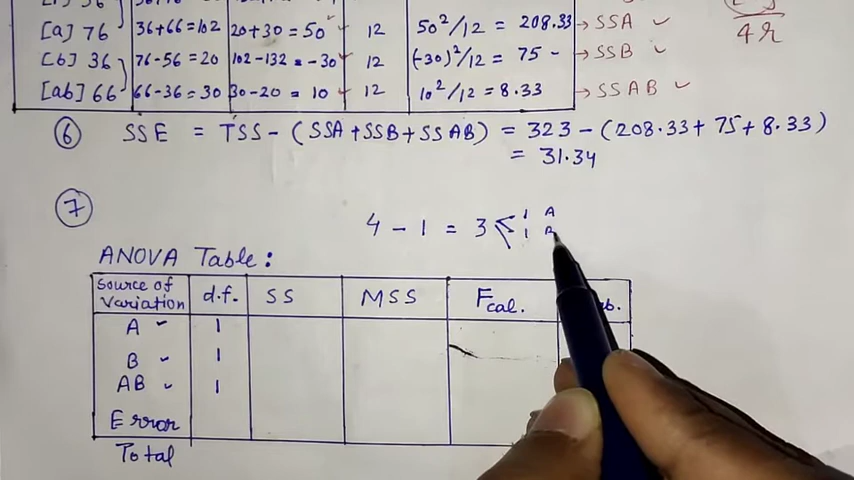 [a] 76 36+66=102 20+30=50 12 50²/12 = 208.33 → SSA ✓
4r
[b] 36 76-56=20 102-132=-30 12 (-30)²/12 = 75 - SSB ✓
[ab] 66 66-36=30 30-20=10 12 10²/12=8.33 → SSAB ✓
6 SSE = TSS-(SSA+SSB+SSAB) = 323-(208.33+75+8.33)
= 31.34
7
4-1 = 3 1 A
1 B
ANOVA Table:
Source of Variation d.f. SS MSS Fcal.
A 1
B 1
AB 1
Error
Total